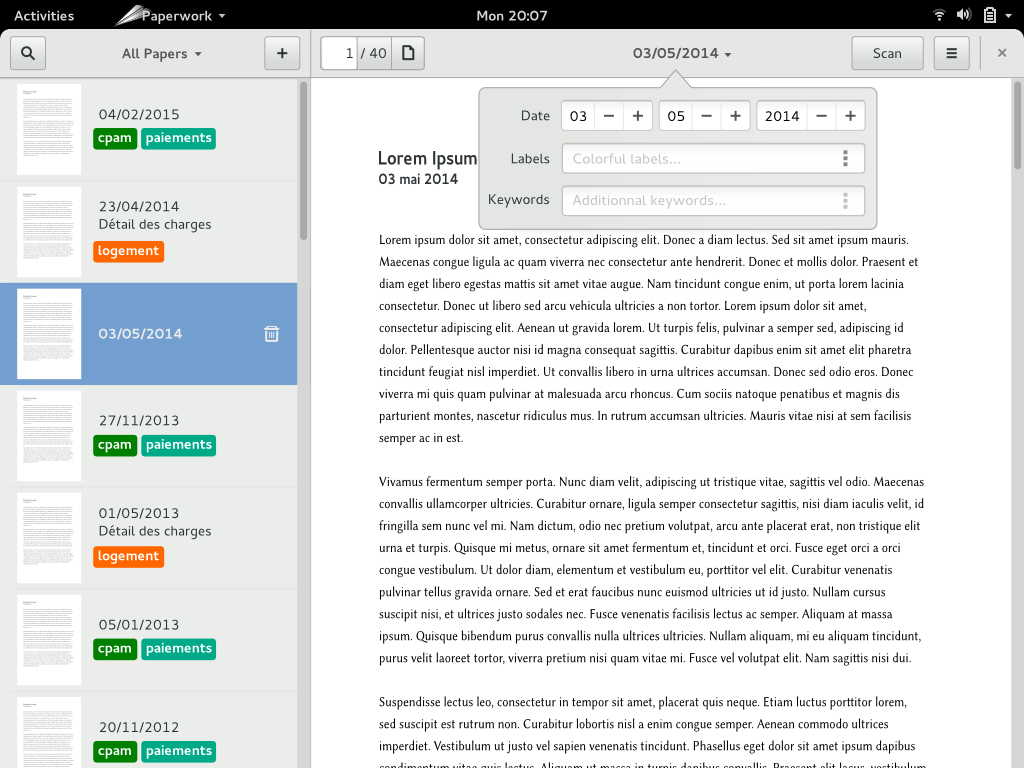 Activities
Paperwork
Mon 20:07
All Papers
1 / 40
03/05/2014
Scan
04/02/2015
cpam paiements
23/04/2014
Détail des charges
logement
03/05/2014
27/11/2013
cpam paiements
01/05/2013
Détail des charges
logement
05/01/2013
cpam paiements
20/11/2012
cpam paiements
Date 03 05 2014
Labels Colorful labels...
Keywords Additionnal keywords...
Lorem Ipsum
03 mai 2014
Lorem ipsum dolor sit amet, consectetur adipiscing elit. Donec a diam lectus. Sed sit amet ipsum mauris.
Maecenas congue ligula ac quam viverra nec consectetur ante hendrerit. Donec et mollis dolor. Praesent et
diam eget libero egestas mattis sit amet vitae augue. Nam tincidunt congue enim, ut porta lorem lacinia
consectetur. Donec ut libero sed arcu vehicula ultricies a non tortor. Lorem ipsum dolor sit amet,
consectetur adipiscing elit. Aenean ut gravida lorem. Ut turpis felis, pulvinar a semper sed, adipiscing id
dolor. Pellentesque auctor nisi id magna consequat sagittis. Curabitur dapibus enim sit amet elit pharetra
tincidunt feugiat nisl imperdiet. Ut convallis libero in urna ultrices accumsan. Donec sed odio eros. Donec
viverra mi quis quam pulvinar at malesuada arcu rhoncus. Cum sociis natoque penatibus et magnis dis
parturient montes, nascetur ridiculus mus. In rutrum accumsan ultricies. Mauris vitae nisi at sem facilisis
semper ac in est.
Vivamus fermentum semper porta. Nunc diam velit, adipiscing ut tristique vitae, sagittis vel odio. Maecenas
convallis ullamcorper ultricies. Curabitur ornare, ligula semper consectetur sagittis, nisi diam iaculis velit, id
fringilla sem nunc vel mi. Nam dictum, odio nec pretium volutpat, arcu ante placerat erat, non tristique elit
urna et turpis. Quisque mi metus, ornare sit amet fermentum et, tincidunt et orci. Fusce eget orci a orci
congue vestibulum. Ut dolor diam, elementum et vestibulum eu, porttitor vel elit. Curabitur venenatis
pulvinar tellus gravida ornare. Sed et erat faucibus nunc euismod ultricies ut id justo. Nullam cursus
suscipit nisi, et ultrices justo sodales nec. Fusce venenatis facilisis lectus ac semper. Aliquam at massa
ipsum. Quisque bibendum purus convallis nulla ultrices ultricies. Nullam aliquam, mi eu aliquam tincidunt,
purus velit laoreet tortor, viverra pretium nisi quam vitae mi. Fusce vel volutpat elit. Nam sagittis nisi dui.
Suspendisse lectus leo, consectetur in tempor sit amet, placerat quis neque. Etiam luctus porttitor lorem,
sed suscipit est rutrum non. Curabitur lobortis nisl a enim congue semper. Aenean commodo ultrices
imperdiet. Vestibulum ut justo vel sapien venenatis tincidunt. Phasellus eget dolor sit amet ipsum dapibus
condimentum vitae quis lectus. Aliquam ut massa in turpis dapibus convallis. Praesent elit lacus, vestibulum